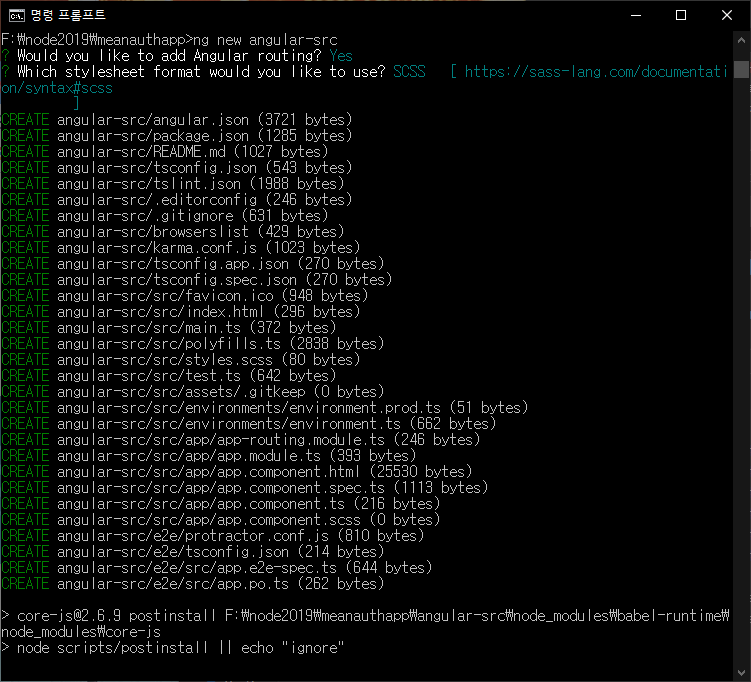 명령 프롬프트
F:\node2019\meanauthapp>ng new angular-src
? Would you like to add Angular routing? Yes
? Which stylesheet format would you like to use? SCSS   [ https://sass-lang.com/documentati
on/syntax#scss
         ]
CREATE angular-src/angular.json (3721 bytes)
CREATE angular-src/package.json (1285 bytes)
CREATE angular-src/README.md (1027 bytes)
CREATE angular-src/tsconfig.json (543 bytes)
CREATE angular-src/tslint.json (1988 bytes)
CREATE angular-src/.editorconfig (246 bytes)
CREATE angular-src/.gitignore (631 bytes)
CREATE angular-src/browserslist (429 bytes)
CREATE angular-src/karma.conf.js (1023 bytes)
CREATE angular-src/tsconfig.app.json (270 bytes)
CREATE angular-src/tsconfig.spec.json (270 bytes)
CREATE angular-src/src/favicon.ico (948 bytes)
CREATE angular-src/src/index.html (296 bytes)
CREATE angular-src/src/main.ts (372 bytes)
CREATE angular-src/src/polyfills.ts (2838 bytes)
CREATE angular-src/src/styles.scss (80 bytes)
CREATE angular-src/src/test.ts (642 bytes)
CREATE angular-src/src/assets/.gitkeep (0 bytes)
CREATE angular-src/src/environments/environment.prod.ts (51 bytes)
CREATE angular-src/src/environments/environment.ts (662 bytes)
CREATE angular-src/src/app/app-routing.module.ts (246 bytes)
CREATE angular-src/src/app/app.module.ts (393 bytes)
CREATE angular-src/src/app/app.component.html (25530 bytes)
CREATE angular-src/src/app/app.component.spec.ts (1113 bytes)
CREATE angular-src/src/app/app.component.ts (216 bytes)
CREATE angular-src/src/app/app.component.scss (0 bytes)
CREATE angular-src/e2e/protractor.conf.js (810 bytes)
CREATE angular-src/e2e/tsconfig.json (214 bytes)
CREATE angular-src/e2e/src/app.e2e-spec.ts (644 bytes)
CREATE angular-src/e2e/src/app.po.ts (262 bytes)
> core-js@2.6.9 postinstall F:₩node2019₩meanauthapp₩angular-src₩node_modules₩babel-runtime₩
node_modules₩core-js
> node scripts/postinstall || echo "ignore"